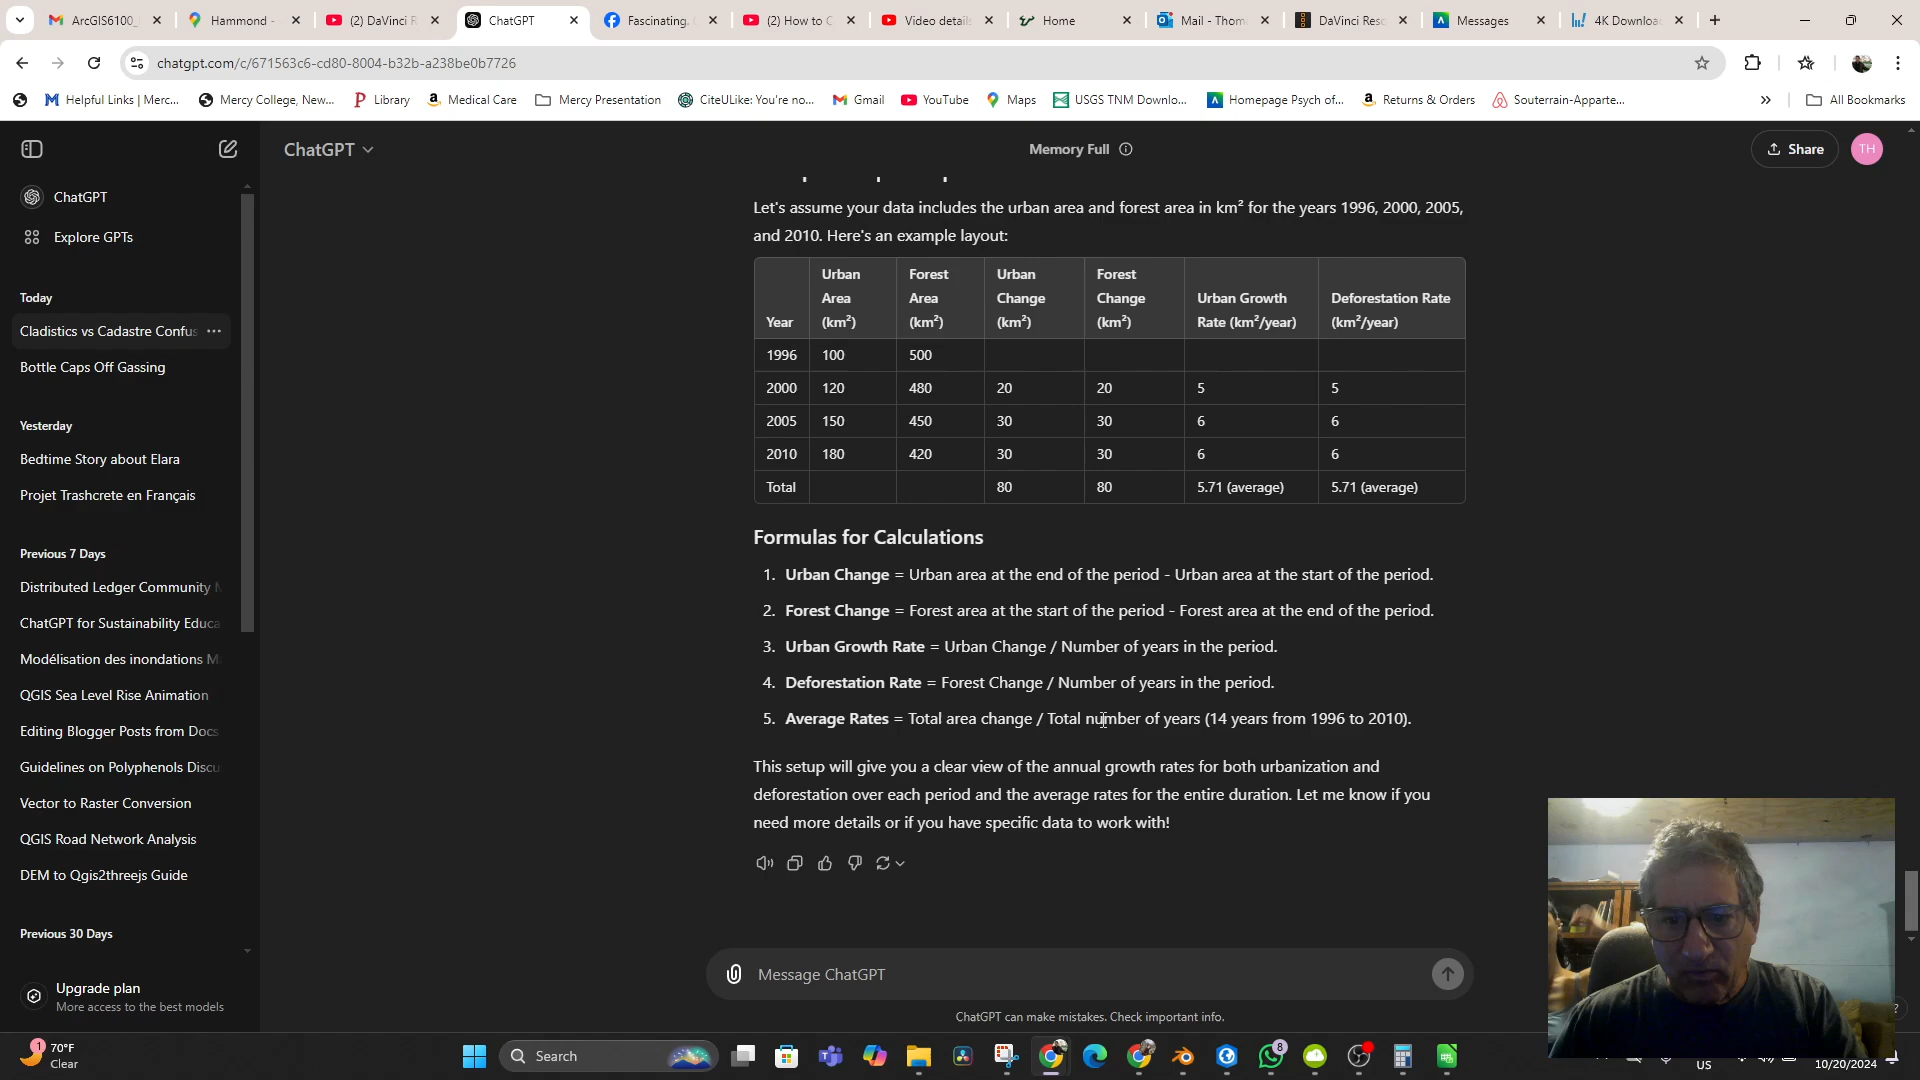 ArcGIS6100_
Hammond -
(2) DaVinci R
ChatGPT
Fascinating.
(2) How to C
Video details
Home
Mail - Thom
DaVinci Reso
Messages
4K Downloa
chatgpt.com/c/671563c6-cd80-8004-b32b-a238be0b7726
Helpful Links | Merc...
Mercy College, New...
Library
Medical Care
Mercy Presentation
CiteULike: You're no...
Gmail
YouTube
Maps
USGS TNM Downlo...
Homepage Psych of...
Returns & Orders
Souterrain-Apparte...
All Bookmarks
ChatGPT
Memory Full
Share
TH
ChatGPT
Explore GPTs
Today
Cladistics vs Cadastre Confus
Bottle Caps Off Gassing
Yesterday
Bedtime Story about Elara
Projet Trashcrete en Français
Previous 7 Days
Distributed Ledger Community
ChatGPT for Sustainability Educa
Modélisation des inondations
QGIS Sea Level Rise Animation
Editing Blogger Posts from Docs
Guidelines on Polyphenols Discu
Vector to Raster Conversion
QGIS Road Network Analysis
DEM to Qgis2threejs Guide
Previous 30 Days
Upgrade plan
More access to the best models
Let's assume your data includes the urban area and forest area in km² for the years 1996, 2000, 2005,
and 2010. Here's an example layout:
Year Urban Area (km²) Forest Area (km²) Urban Change (km²) Forest Change (km²) Urban Growth Rate (km²/year) Deforestation Rate (km²/year)
1996 100 500
2000 120 480 20 20 5 5
2005 150 450 30 30 6 6
2010 180 420 30 30 6 6
Total 80 80 5.71 (average) 5.71 (average)
Formulas for Calculations
1. Urban Change = Urban area at the end of the period - Urban area at the start of the period.
2. Forest Change = Forest area at the start of the period - Forest area at the end of the period.
3. Urban Growth Rate = Urban Change / Number of years in the period.
4. Deforestation Rate = Forest Change / Number of years in the period.
5. Average Rates = Total area change / Total number of years (14 years from 1996 to 2010).
This setup will give you a clear view of the annual growth rates for both urbanization and
deforestation over each period and the average rates for the entire duration. Let me know if you
need more details or if you have specific data to work with!
Message ChatGPT
ChatGPT can make mistakes. Check important info.
1
70°F
Clear
Search
8
US
10/20/2024